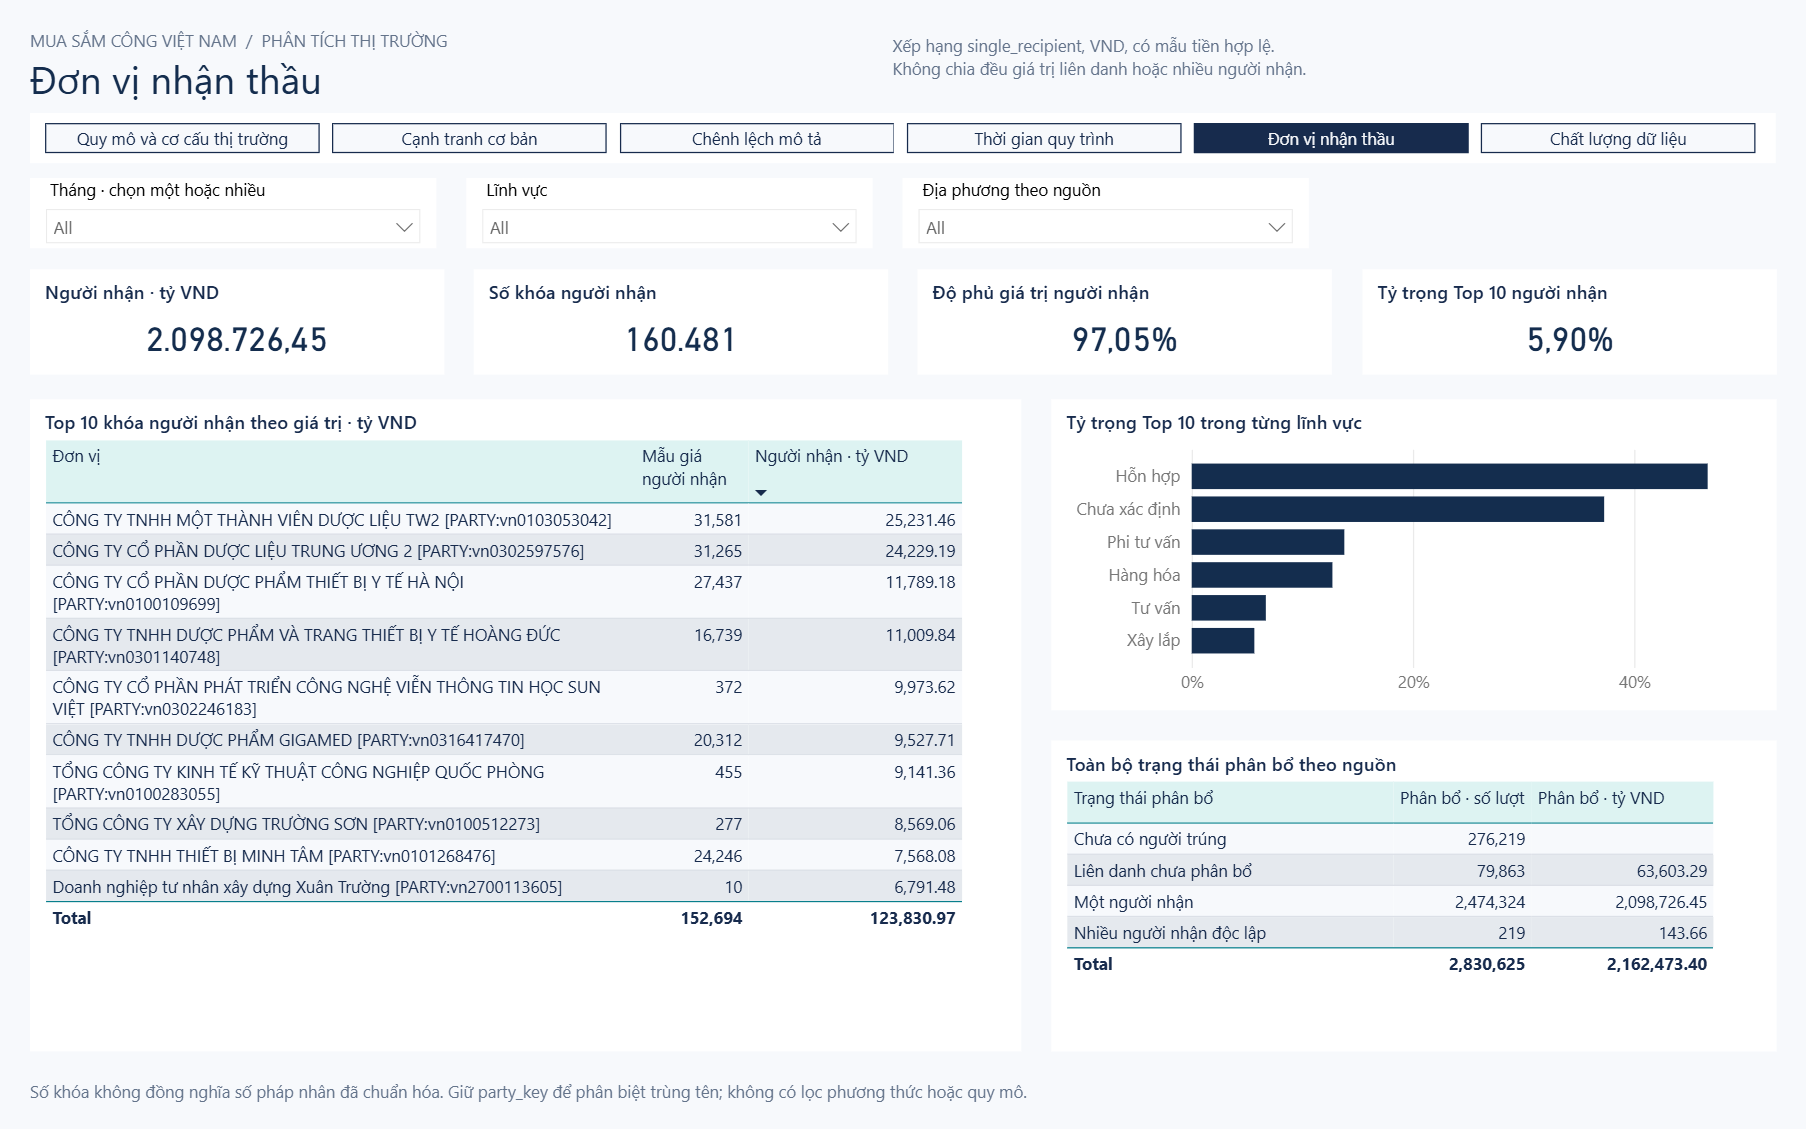 MUA SẮM CÔNG VIỆT NAM / PHÂN TÍCH THỊ TRƯỜNG
Đơn vị nhận thầu
Xếp hạng single_recipient, VND, có mẫu tiền hợp lệ.
Không chia đều giá trị liên danh hoặc nhiều người nhận.
Quy mô và cơ cấu thị trường
Cạnh tranh cơ bản
Chênh lệch mô tả
Thời gian quy trình
Đơn vị nhận thầu
Chất lượng dữ liệu
Tháng · chọn một hoặc nhiều
All
Lĩnh vực
All
Địa phương theo nguồn
All
Người nhận · tỷ VND
2.098.726,45
Số khóa người nhận
160.481
Độ phủ giá trị người nhận
97,05%
Tỷ trọng Top 10 người nhận
5,90%
Top 10 khóa người nhận theo giá trị · tỷ VND
Đơn vị Mẫu giá người nhận Người nhận · tỷ VND
CÔNG TY TNHH MỘT THÀNH VIÊN DƯỢC LIỆU TW2 [PARTY:vn0103053042] 31,581 25,231.46
CÔNG TY CỔ PHẦN DƯỢC LIỆU TRUNG ƯƠNG 2 [PARTY:vn0302597576] 31,265 24,229.19
CÔNG TY CỔ PHẦN DƯỢC PHẨM THIẾT BỊ Y TẾ HÀ NỘI 27,437 11,789.18
[PARTY:vn0100109699]
CÔNG TY TNHH DƯỢC PHẨM VÀ TRANG THIẾT BỊ Y TẾ HOÀNG ĐỨC 16,739 11,009.84
[PARTY:vn0301140748]
CÔNG TY CỔ PHẦN PHÁT TRIỂN CÔNG NGHỆ VIỄN THÔNG TIN HỌC SUN 372 9,973.62
VIỆT [PARTY:vn0302246183]
CÔNG TY TNHH DƯỢC PHẨM GIGAMED [PARTY:vn0316417470] 20,312 9,527.71
TỔNG CÔNG TY KINH TẾ KỸ THUẬT CÔNG NGHIỆP QUỐC PHÒNG 455 9,141.36
[PARTY:vn0100283055]
TỔNG CÔNG TY XÂY DỰNG TRƯỜNG SƠN [PARTY:vn0100512273] 277 8,569.06
CÔNG TY TNHH THIẾT BỊ MINH TÂM [PARTY:vn0101268476] 24,246 7,568.08
Doanh nghiệp tư nhân xây dựng Xuân Trường [PARTY:vn2700113605] 10 6,791.48
Total 152,694 123,830.97
Tỷ trọng Top 10 trong từng lĩnh vực
Hỗn hợp
Chưa xác định
Phi tư vấn
Hàng hóa
Tư vấn
Xây lắp
0% 20% 40%
Toàn bộ trạng thái phân bổ theo nguồn
Trạng thái phân bổ Phân bổ · số lượt Phân bổ · tỷ VND
Chưa có người trúng 276,219
Liên danh chưa phân bổ 79,863 63,603.29
Một người nhận 2,474,324 2,098,726.45
Nhiều người nhận độc lập 219 143.66
Total 2,830,625 2,162,473.40
Số khóa không đồng nghĩa số pháp nhân đã chuẩn hóa. Giữ party_key để phân biệt trùng tên; không có lọc phương thức hoặc quy mô.